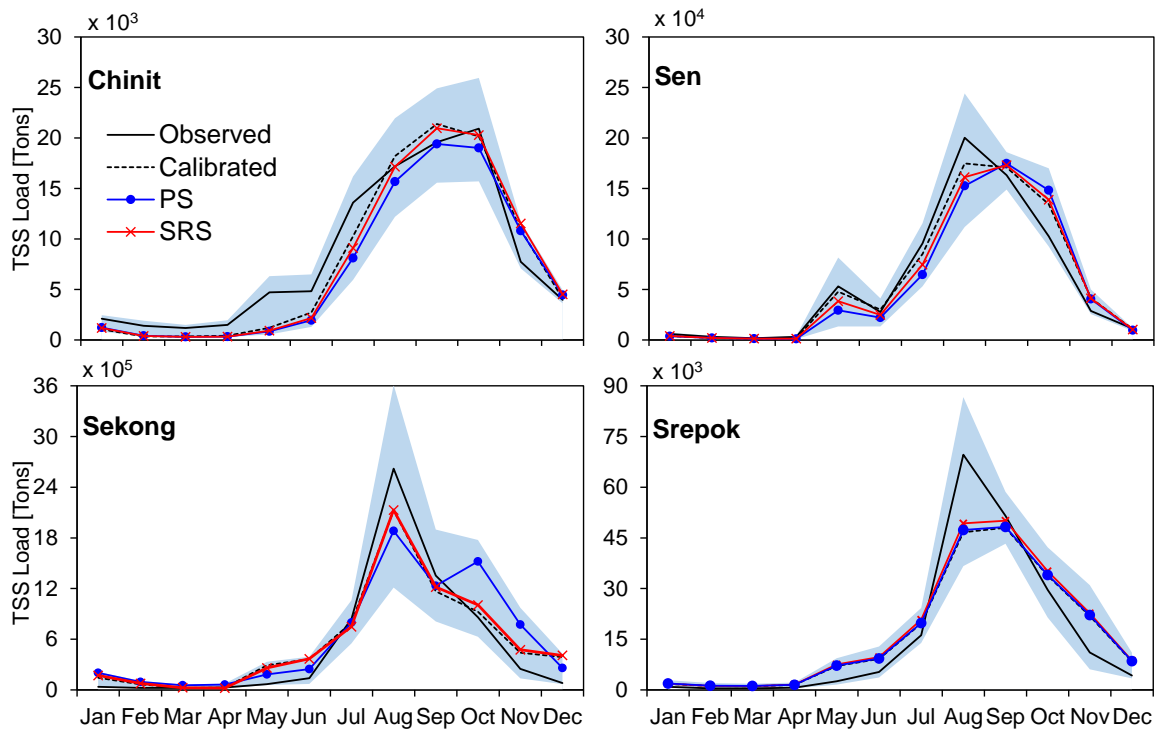 x 10³
30
25
20
15
10
5
0
TSS Load [Tons]
Chinit
Observed
Calibrated
PS
SRS
x 10⁴
30
25
20
15
10
5
0
Sen
x 10⁵
36
30
24
18
12
6
0
TSS Load [Tons]
Sekong
Jan Feb Mar Apr May Jun Jul Aug Sep Oct Nov Dec
x 10³
90
75
60
45
30
15
0
Srepok
Jan Feb Mar Apr May Jun Jul Aug Sep Oct Nov Dec